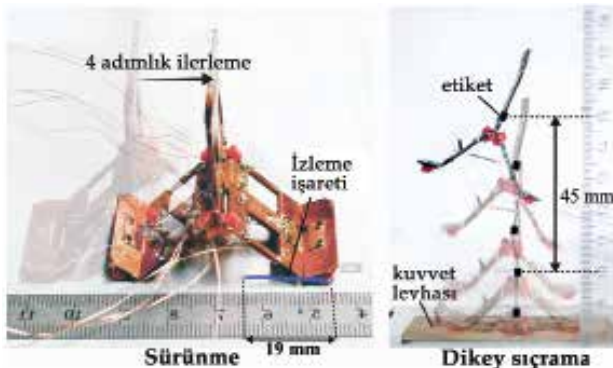 4 adımlık ilerleme
İzleme
işareti
19 mm
Sürünme
etiket
45 mm
kuvvet
levhası
Dikey sıçrama